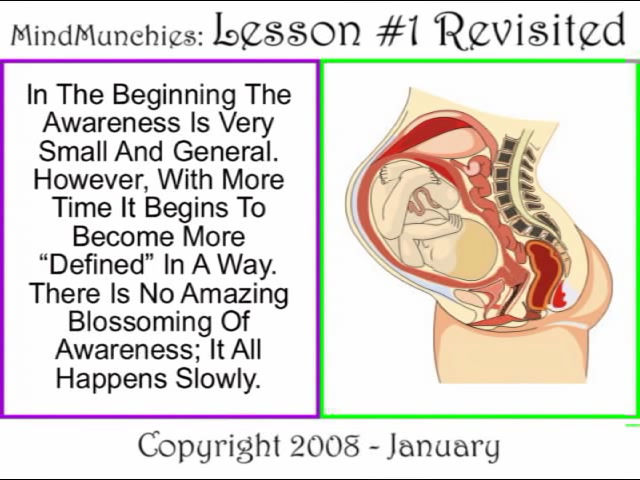 MindMunchies: Lesson #1 Revisited
In The Beginning The
Awareness Is Very
Small And General.
However, With More
Time It Begins To
Become More
“Defined” In A Way.
There Is No Amazing
Blossoming Of
Awareness; It All
Happens Slowly.
Copyright 2008 - January